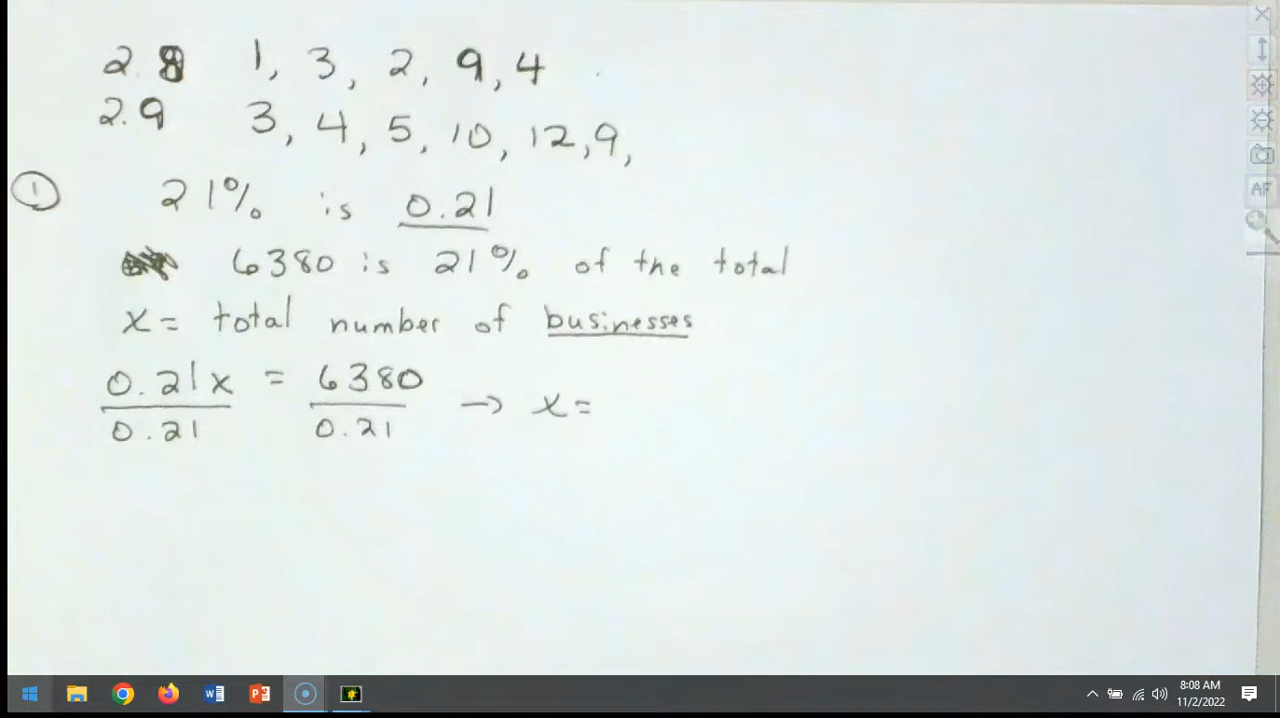 2.8 1, 3, 2, 9, 4
2.9 3, 4, 5, 10, 12, 9,
① 21% is 0.21
6380 is 21% of the total
x = total number of businesses
0.21x / 0.21 = 6380 / 0.21 → x =
AF
8:08 AM
11/2/2022